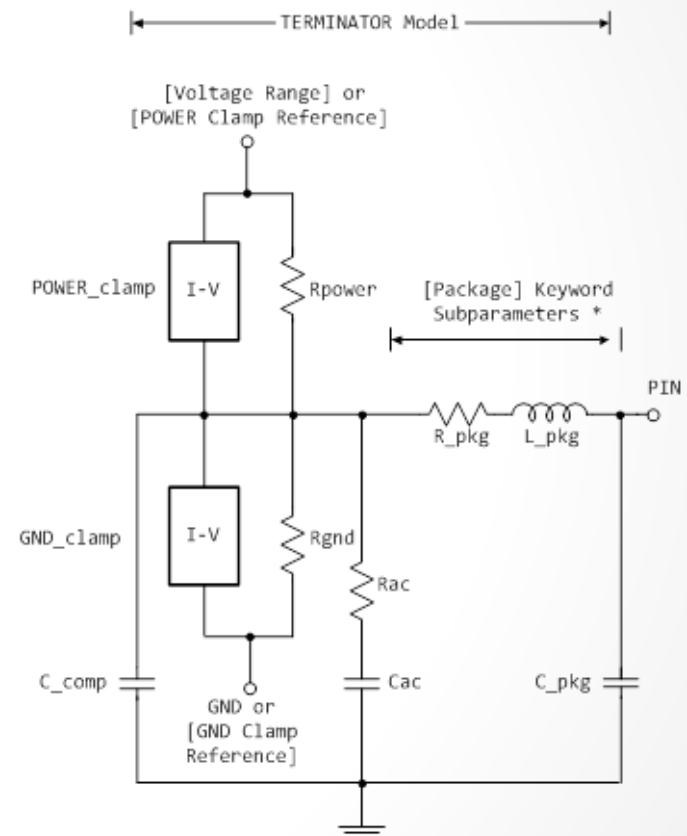 TERMINATOR Model
[Voltage Range] or
[POWER Clamp Reference]
POWER_clamp
I-V
Rpower
[Package] Keyword
Subparameters *
PIN
R_pkg
L_pkg
GND_clamp
I-V
Rgnd
Rac
C_comp
Cac
C_pkg
GND or
[GND Clamp
Reference]